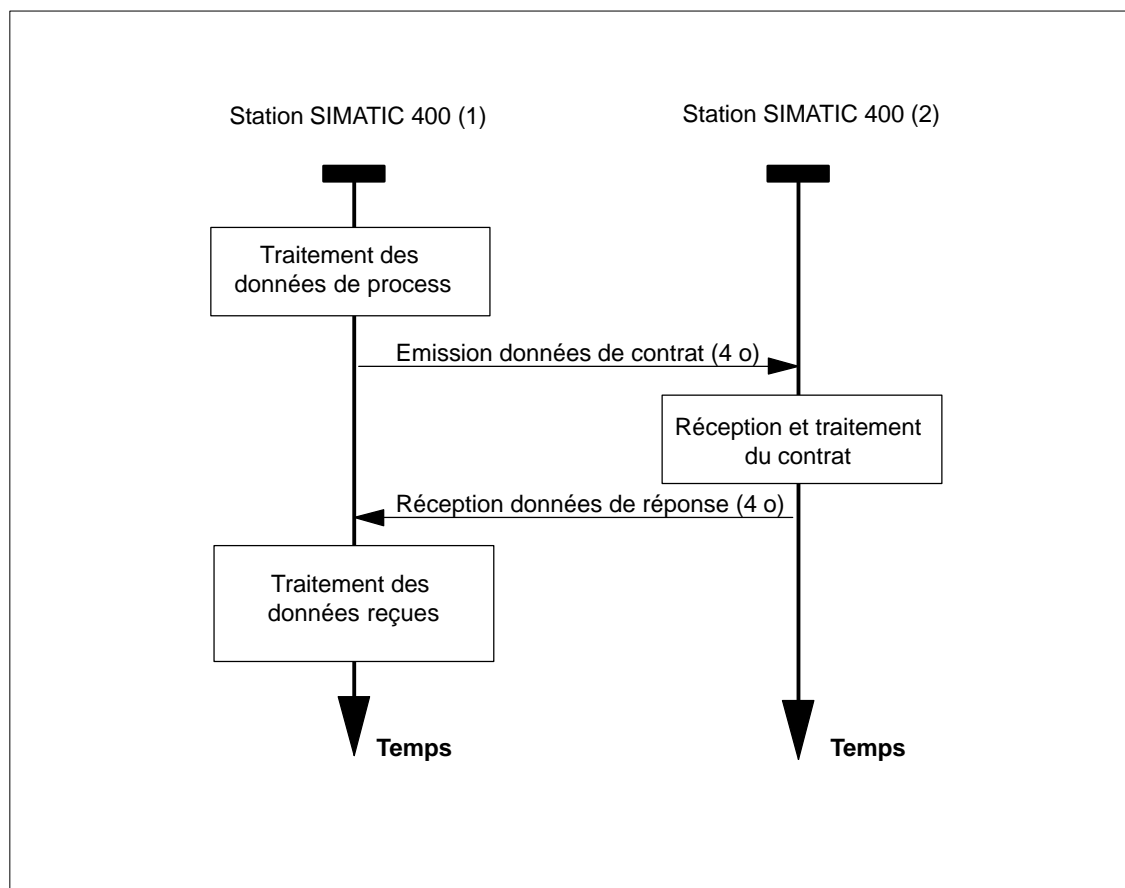 Station SIMATIC 400 (1)
Station SIMATIC 400 (2)
Traitement des
données de process
Emission données de contrat (4 o)
Réception et traitement
du contrat
Réception données de réponse (4 o)
Traitement des
données reçues
Temps
Temps